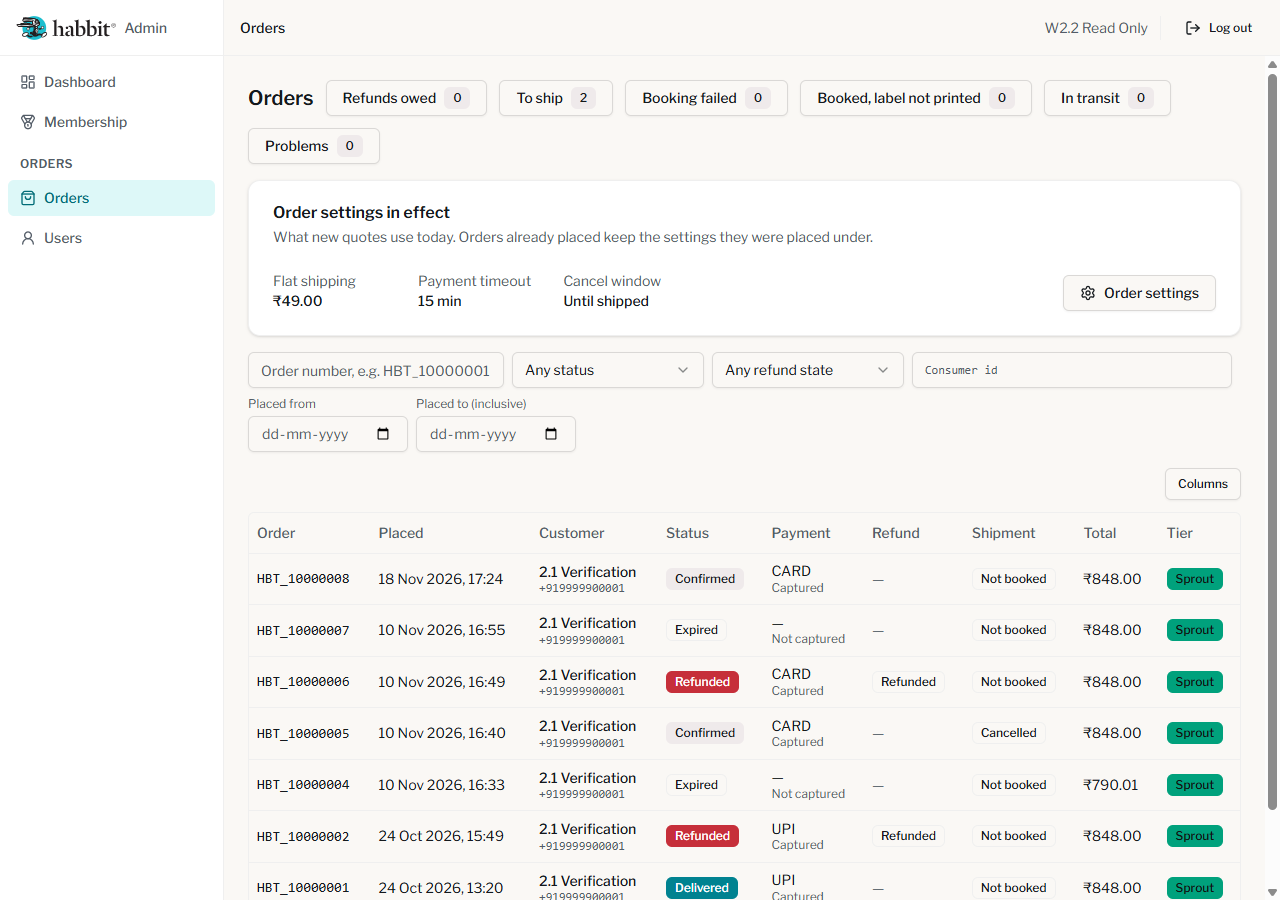 habbit® Admin
Orders
W2.2 Read Only
Log out
Dashboard
Membership
ORDERS
Orders
Users
Orders
Refunds owed 0
To ship 2
Booking failed 0
Booked, label not printed 0
In transit 0
Problems 0
Order settings in effect
What new quotes use today. Orders already placed keep the settings they were placed under.
Flat shipping Payment timeout Cancel window
₹49.00 15 min Until shipped
Order settings
Order number, e.g. HBT_10000001
Any status
Any refund state
Consumer id
Placed from Placed to (inclusive)
dd-mm-yyyy dd-mm-yyyy
Columns
Order Placed Customer Status Payment Refund Shipment Total Tier
HBT_10000008 18 Nov 2026, 17:24 2.1 Verification Confirmed CARD — Not booked ₹848.00 Sprout
+919999900001 Captured
HBT_10000007 10 Nov 2026, 16:55 2.1 Verification Expired — — Not booked ₹848.00 Sprout
+919999900001 Not captured
HBT_10000006 10 Nov 2026, 16:49 2.1 Verification Refunded CARD Refunded Not booked ₹848.00 Sprout
+919999900001 Captured
HBT_10000005 10 Nov 2026, 16:40 2.1 Verification Confirmed CARD — Cancelled ₹848.00 Sprout
+919999900001 Captured
HBT_10000004 10 Nov 2026, 16:33 2.1 Verification Expired — — Not booked ₹790.01 Sprout
+919999900001 Not captured
HBT_10000002 24 Oct 2026, 15:49 2.1 Verification Refunded UPI Refunded Not booked ₹848.00 Sprout
+919999900001 Captured
HBT_10000001 24 Oct 2026, 13:20 2.1 Verification Delivered UPI — Not booked ₹848.00 Sprout
+919999900001 Captured